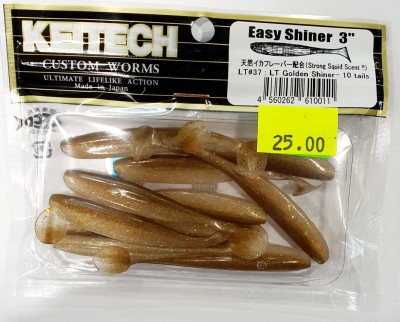 KEITECH
CUSTOM WORMS
ULTIMATE LIFELIKE ACTION
Made in Japan
Easy Shiner 3"
天然イカフレーバー配合(Strong Squid Scent!!)
LT#37 : LT Golden Shiner- 10 tails
4 560262 610011
25.00